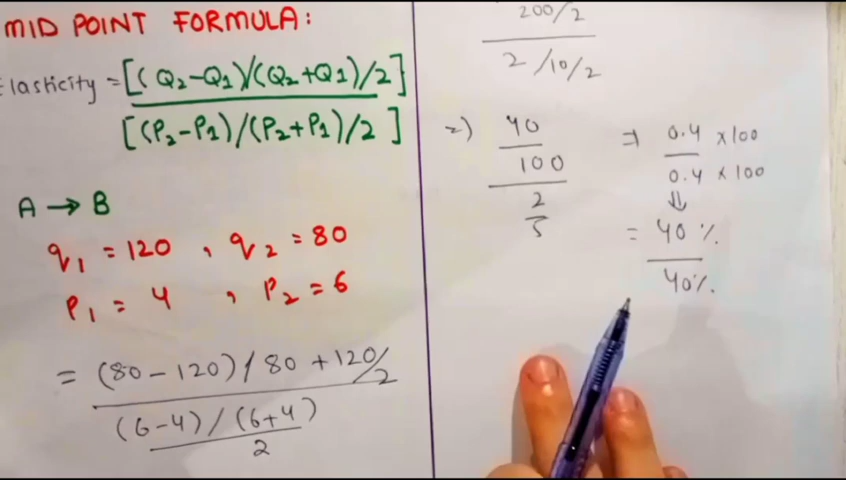 MID POINT FORMULA:
Elasticity = [(Q2-Q1)/(Q2+Q1)/2]
[(P2-P1)/(P2+P1)/2]
A → B
q1 = 120 , q2 = 80
P1 = 4 , P2 = 6
= (80-120)/80+120/2
(6-4)/(6+4)
2
200/2
2/10/2
=) 40
100
2
5
⇒ 0.4 x100
0.4 x100
⇓
= 40%
40%.